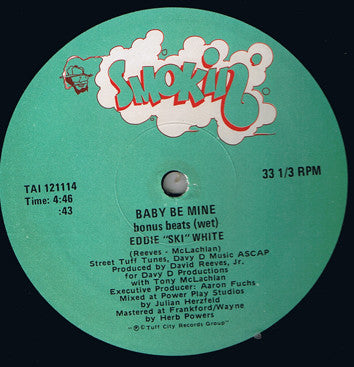 SMOKIN
TAI 121114
Time: 4:46
:43
33 1/3 RPM
BABY BE MINE
bonus beats (wet)
EDDIE "SKI" WHITE
(Reeves - McLachlan)
Street Tuff Tunes, Davy D Music ASCAP
Produced by David Reeves, Jr.
for Davy D Productions
with Tony McLachlan
Executive Producer: Aaron Fuchs
Mixed at Power Play Studios
by Julian Herzfeld
Mastered at Frankford/Wayne
by Herb Powers
℗©Tuff City Records Group